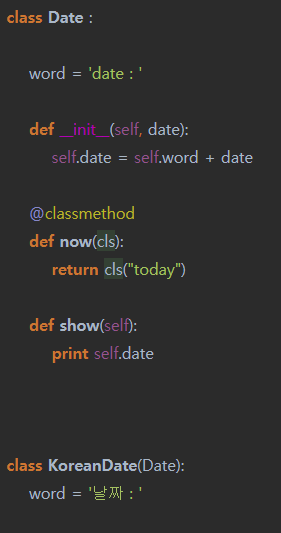 class Date :
word = 'date : '
def __init__(self, date):
self.date = self.word + date
@classmethod
def now(cls):
return cls("today")
def show(self):
print self.date
class KoreanDate(Date):
word = '날짜 : '